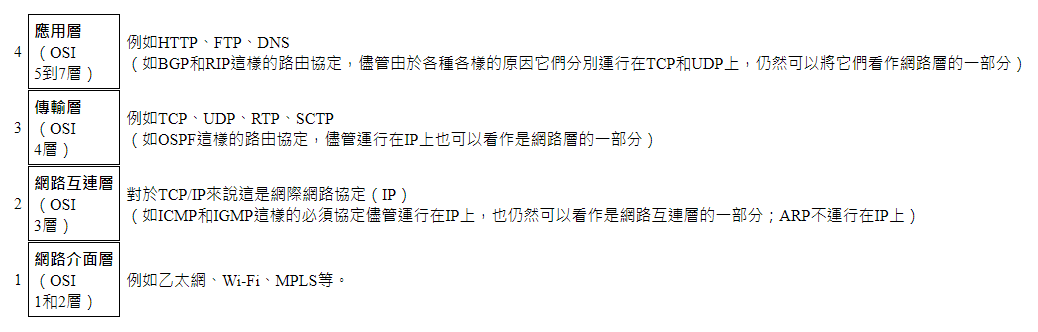 4
應用層
（OSI
5到7層）
例如HTTP、FTP、DNS
（如BGP和RIP這樣的路由協定，儘管由於各種各樣的原因它們分別運行在TCP和UDP上，仍然可以將它們看作網路層的一部分）
3
傳輸層
（OSI
4層）
例如TCP、UDP、RTP、SCTP
（如OSPF這樣的路由協定，儘管運行在IP上也可以看作是網路層的一部分）
2
網路互連層
（OSI
3層）
對於TCP/IP來說這是網際網路協定（IP）
（如ICMP和IGMP這樣的必須協定儘管運行在IP上，也仍然可以看作是網路互連層的一部分；ARP不運行在IP上）
1
網路介面層
（OSI
1和2層）
例如乙太網、Wi-Fi、MPLS等。